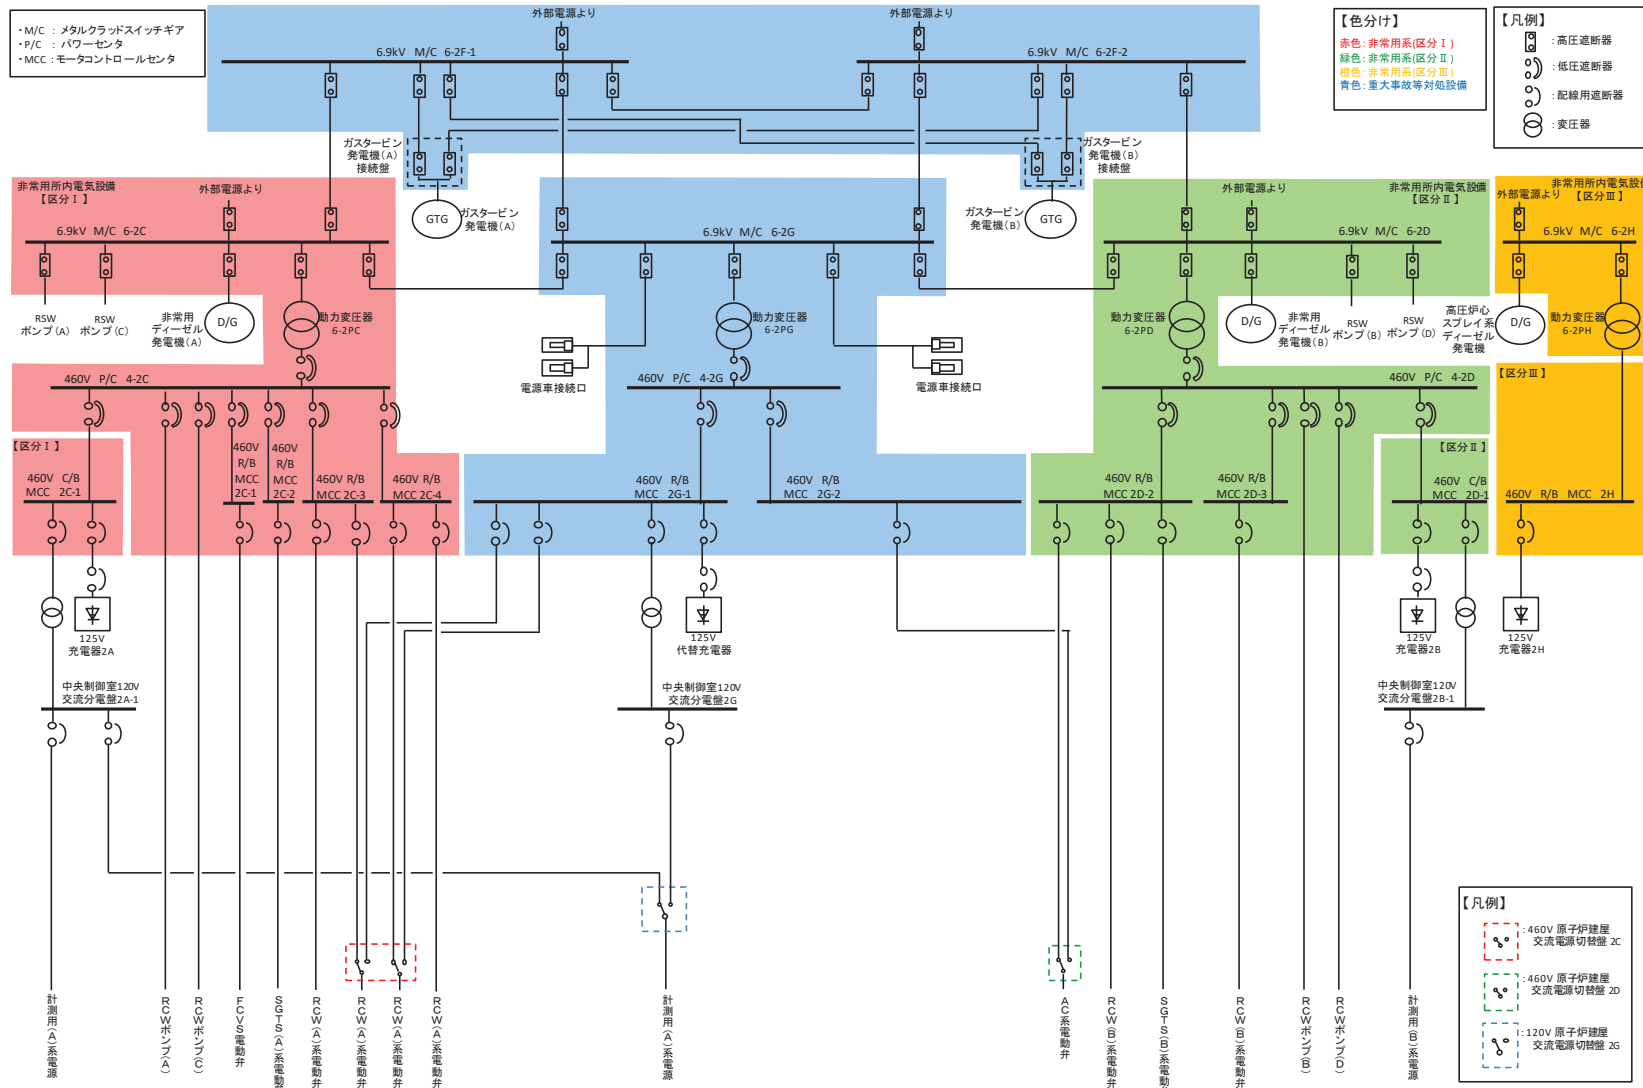 ・M/C : メタルクラッドスイッチギア
・P/C : パワーセンタ
・MCC : モータコントロールセンタ
外部電源より
外部電源より
6.9kV M/C 6-2F-1
6.9kV M/C 6-2F-2
【色分け】
赤色: 非常用系(区分Ⅰ)
緑色: 非常用系(区分Ⅱ)
橙色: 非常用系(区分Ⅲ)
青色: 重大事故等対処設備
【凡例】
: 高圧遮断器
: 低圧遮断器
: 配線用遮断器
: 変圧器
ガスタービン
発電機(A)
接続盤
ガスタービン
発電機(B)
接続盤
非常用所内電気設備
【区分Ⅰ】
外部電源より
GTG
ガスタービン
発電機(A)
ガスタービン
発電機(B)
GTG
外部電源より
非常用所内電気設備
【区分Ⅱ】
外部電源より
非常用所内電気設
【区分Ⅲ】
6.9kV M/C 6-2C
6.9kV M/C 6-2G
6.9kV M/C 6-2D
6.9kV M/C 6-2H
RSW
ポンプ(A)
RSW
ポンプ(C)
非常用
ディーゼル
発電機(A)
D/G
動力変圧器
6-2PC
動力変圧器
6-2PG
動力変圧器
6-2PD
D/G
非常用
ディーゼル
発電機(B)
RSW
ポンプ(B)
RSW
ポンプ(D)
高圧炉心
スプレイ系
ディーゼル
発電機
D/G
動力変圧器
6-2PH
電源車接続口
電源車接続口
460V P/C 4-2C
460V P/C 4-2G
460V P/C 4-2D
【区分Ⅲ】
【区分Ⅰ】
【区分Ⅱ】
460V C/B
MCC 2C-1
460V
R/B
MCC
2C-1
460V
R/B
MCC
2C-2
460V R/B
MCC 2C-3
460V R/B
MCC 2C-4
460V R/B
MCC 2G-1
460V R/B
MCC 2G-2
460V R/B
MCC 2D-2
460V R/B
MCC 2D-3
460V C/B
MCC 2D-1
460V R/B MCC 2H
125V
充電器2A
125V
代替充電器
125V
充電器2B
125V
充電器2H
中央制御室120V
交流分電盤2A-1
中央制御室120V
交流分電盤2G
中央制御室120V
交流分電盤2B-1
【凡例】
: 460V 原子炉建屋
交流電源切替盤 2C
: 460V 原子炉建屋
交流電源切替盤 2D
: 120V 原子炉建屋
交流電源切替盤 2G
計測用(A)系電源
RCWポンプ(A)
RCWポンプ(C)
FCVS電動弁
SGTS(A)系電動
RCW(A)系電動弁
RCW(A)系電動弁
RCW(A)系電動弁
RCW(A)系電動弁
計測用(A)系電源
AC系電動弁
RCW(B)系電動弁
SGTS(B)系電動
RCW(B)系電動弁
RCWポンプ(B)
RCWポンプ(D)
計測用(B)系電源